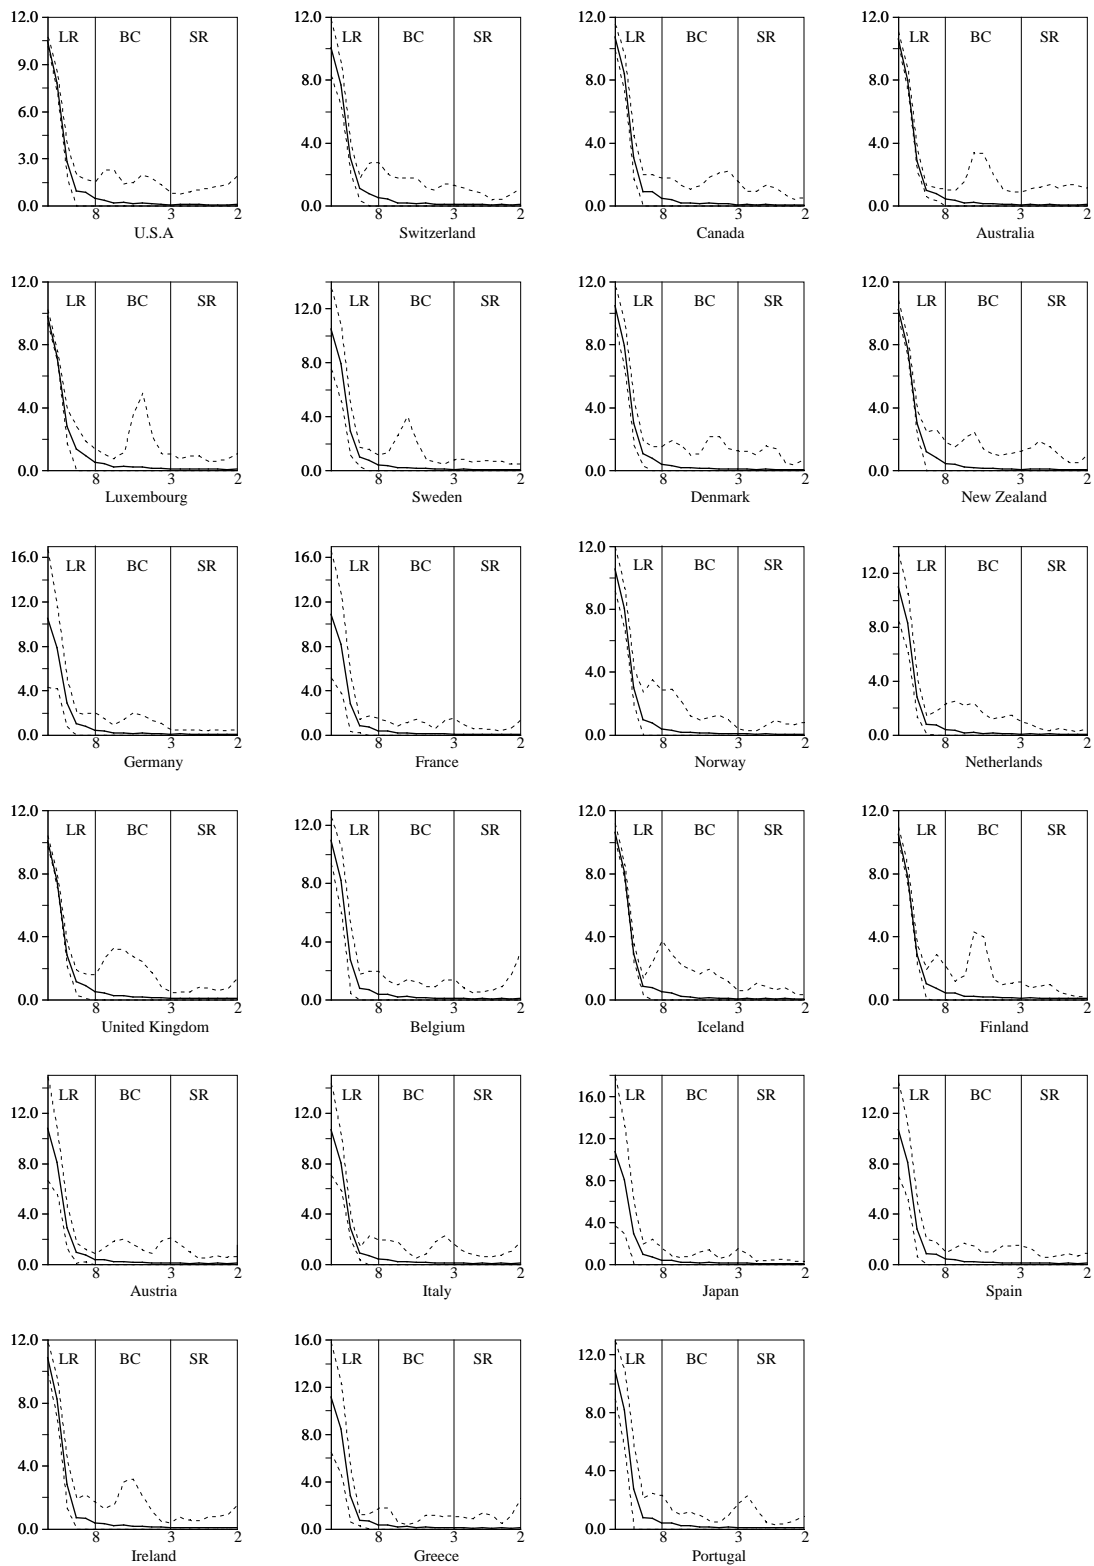 12.0
9.0
6.0
3.0
0.0
LR BC SR
8 3 2
U.S.A
12.0
8.0
4.0
0.0
LR BC SR
8 3 2
Switzerland
12.0
8.0
4.0
0.0
LR BC SR
8 3 2
Canada
12.0
8.0
4.0
0.0
LR BC SR
8 3 2
Australia
12.0
8.0
4.0
0.0
LR BC SR
8 3 2
Luxembourg
12.0
8.0
4.0
0.0
LR BC SR
8 3 2
Sweden
12.0
8.0
4.0
0.0
LR BC SR
8 3 2
Denmark
12.0
8.0
4.0
0.0
LR BC SR
8 3 2
New Zealand
16.0
12.0
8.0
4.0
0.0
LR BC SR
8 3 2
Germany
16.0
12.0
8.0
4.0
0.0
LR BC SR
8 3 2
France
12.0
8.0
4.0
0.0
LR BC SR
8 3 2
Norway
12.0
8.0
4.0
0.0
LR BC SR
8 3 2
Netherlands
12.0
8.0
4.0
0.0
LR BC SR
8 3 2
United Kingdom
12.0
8.0
4.0
0.0
LR BC SR
8 3 2
Belgium
12.0
8.0
4.0
0.0
LR BC SR
8 3 2
Iceland
12.0
8.0
4.0
0.0
LR BC SR
8 3 2
Finland
12.0
8.0
4.0
0.0
LR BC SR
8 3 2
Austria
12.0
8.0
4.0
0.0
LR BC SR
8 3 2
Italy
16.0
12.0
8.0
4.0
0.0
LR BC SR
8 3 2
Japan
12.0
8.0
4.0
0.0
LR BC SR
8 3 2
Spain
12.0
8.0
4.0
0.0
LR BC SR
8 3 2
Ireland
16.0
12.0
8.0
4.0
0.0
LR BC SR
8 3 2
Greece
12.0
8.0
4.0
0.0
LR BC SR
8 3 2
Portugal